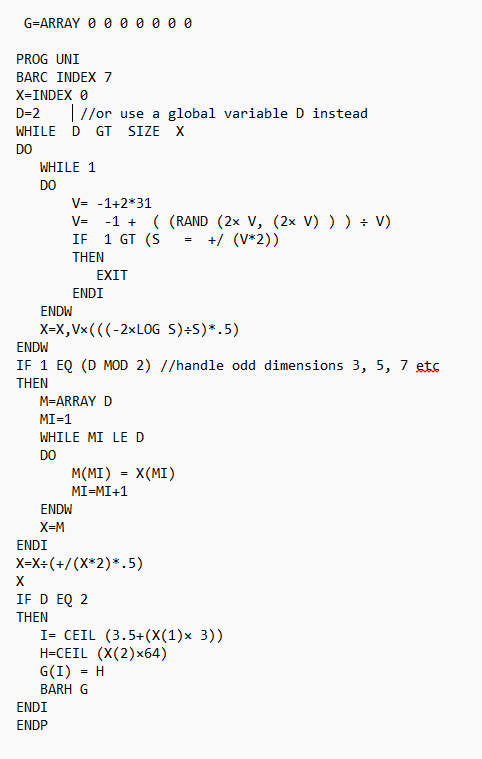 G=ARRAY 0 0 0 0 0 0 0
PROG UNI
BARC INDEX 7
X=INDEX 0
D=2    | //or use a global variable D instead
WHILE  D  GT  SIZE  X
DO
   WHILE 1
   DO
       V= -1+2*31
       V=  -1 +  ( (RAND (2× V, (2× V) ) ) ÷ V)
       IF  1 GT (S   =  +/ (V*2))
       THEN
          EXIT
       ENDI
   ENDW
   X=X,V×(((-2×LOG S)÷S)*.5)
ENDW
IF 1 EQ (D MOD 2) //handle odd dimensions 3, 5, 7 etc
THEN
   M=ARRAY D
   MI=1
   WHILE MI LE D
   DO
       M(MI) = X(MI)
       MI=MI+1
   ENDW
   X=M
ENDI
X=X÷(+/(X*2)*.5)
X
IF D EQ 2
THEN
   I= CEIL (3.5+(X(1)× 3))
   H=CEIL (X(2)×64)
   G(I) = H
   BARH G
ENDI
ENDP